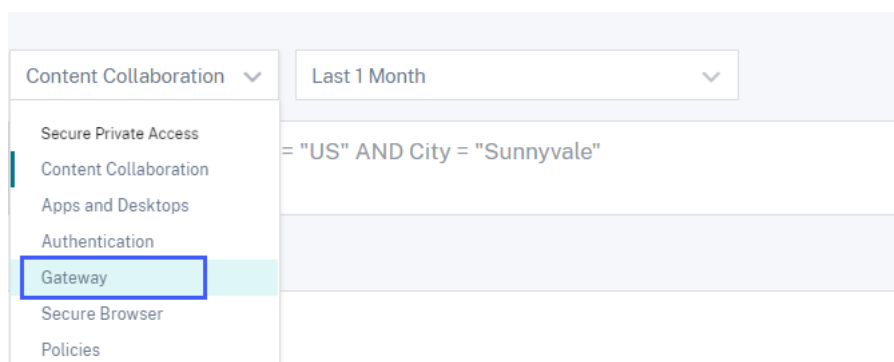 Content Collaboration
Last 1 Month
Secure Private Access
= "US" AND City = "Sunnyvale"
Content Collaboration
Apps and Desktops
Authentication
Gateway
Secure Browser
Policies